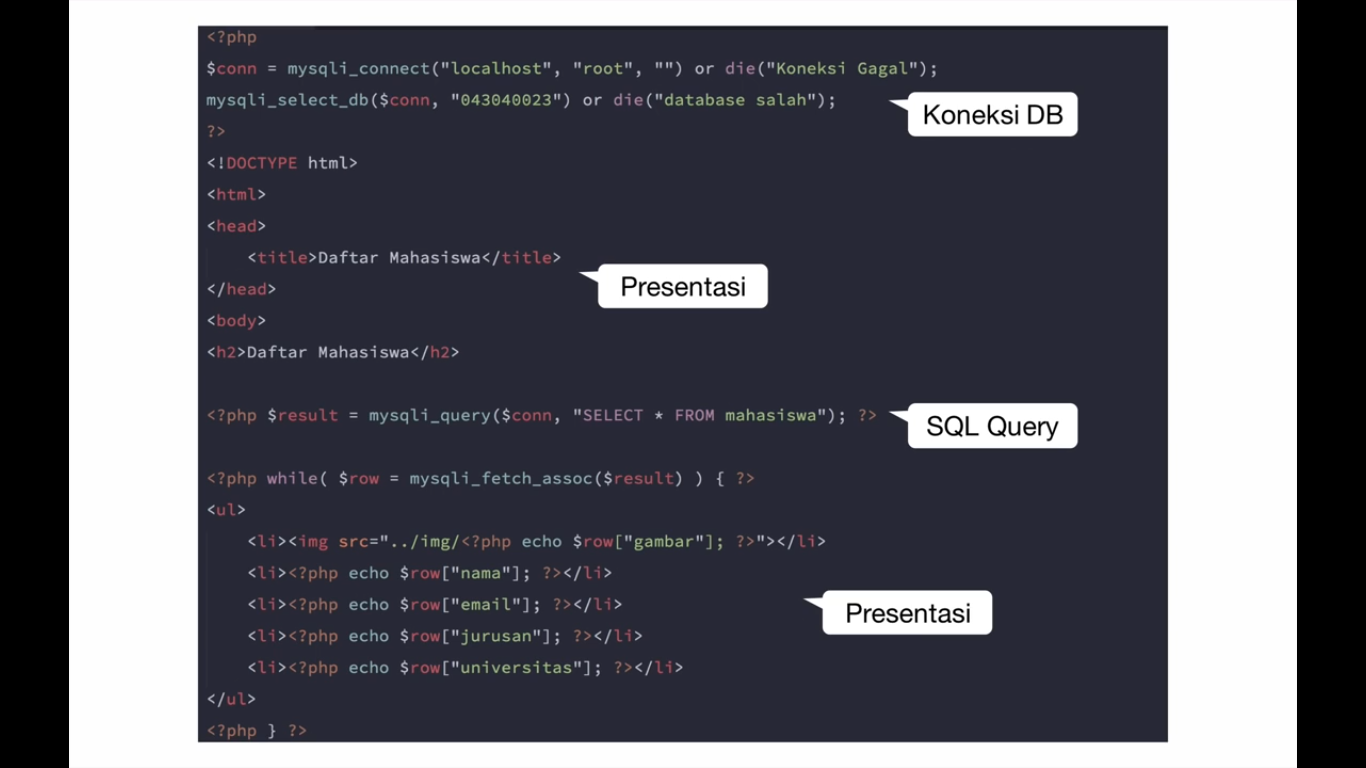 <?php
$conn = mysqli_connect("localhost", "root", "") or die("Koneksi Gagal");
mysqli_select_db($conn, "043040023") or die("database salah");
Koneksi DB
?>
<!DOCTYPE html>
<html>
<head>
    <title>Daftar Mahasiswa</title>
Presentasi
</head>
<body>
<h2>Daftar Mahasiswa</h2>
<?php $result = mysqli_query($conn, "SELECT * FROM mahasiswa"); ?>
SQL Query
<?php while( $row = mysqli_fetch_assoc($result) ) { ?>
<ul>
    <li><img src="../img/<?php echo $row["gambar"]; ?>"></li>
    <li><?php echo $row["nama"]; ?></li>
    <li><?php echo $row["email"]; ?></li>
Presentasi
    <li><?php echo $row["jurusan"]; ?></li>
    <li><?php echo $row["universitas"]; ?></li>
</ul>
<?php } ?>